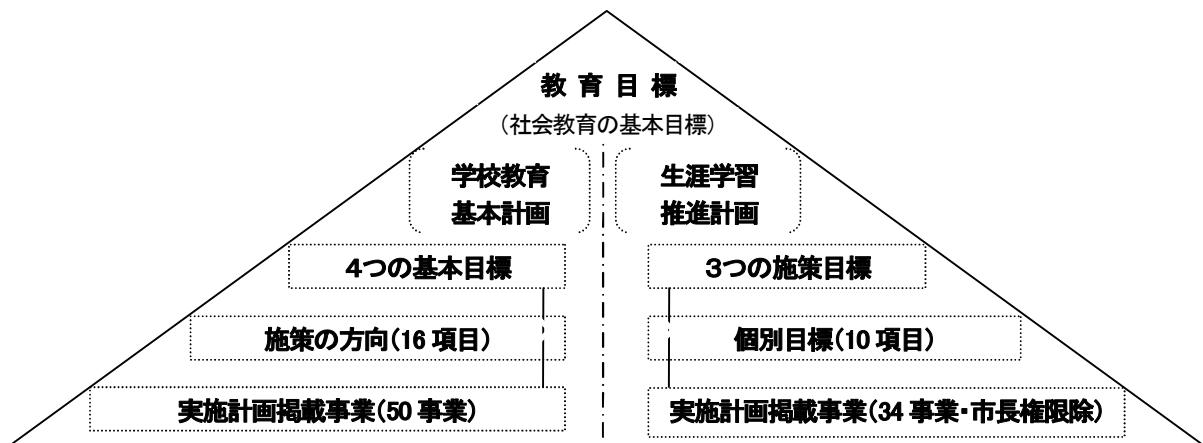 教育目標
（社会教育の基本目標）
学校教育
基本計画
生涯学習
推進計画
４つの基本目標
３つの施策目標
施策の方向（16 項目）
個別目標（10 項目）
実施計画掲載事業（50 事業）
実施計画掲載事業（34 事業・市長権限除）